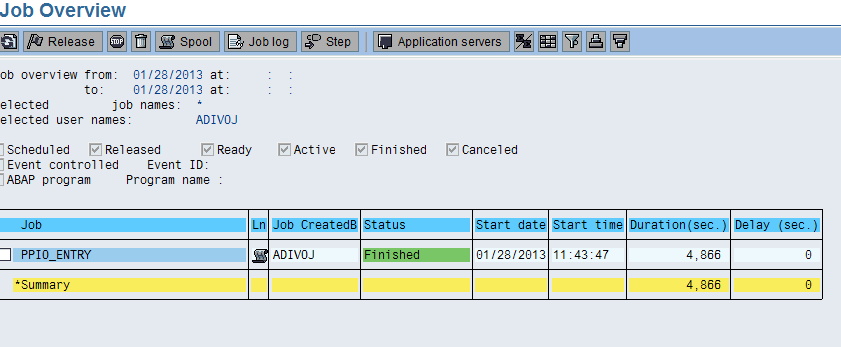 Job Overview
Release STOP Spool Job log Step Application servers
ob overview from: 01/28/2013 at: : :
to: 01/28/2013 at: : :
elected job names: *
elected user names: ADIVOJ
Scheduled Released Ready Active Finished Canceled
Event controlled Event ID:
ABAP program Program name :
Job Ln Job CreatedB Status Start date Start time Duration(sec.) Delay (sec.)
PPIO_ENTRY ADIVOJ Finished 01/28/2013 11:43:47 4,866 0
*Summary 4,866 0